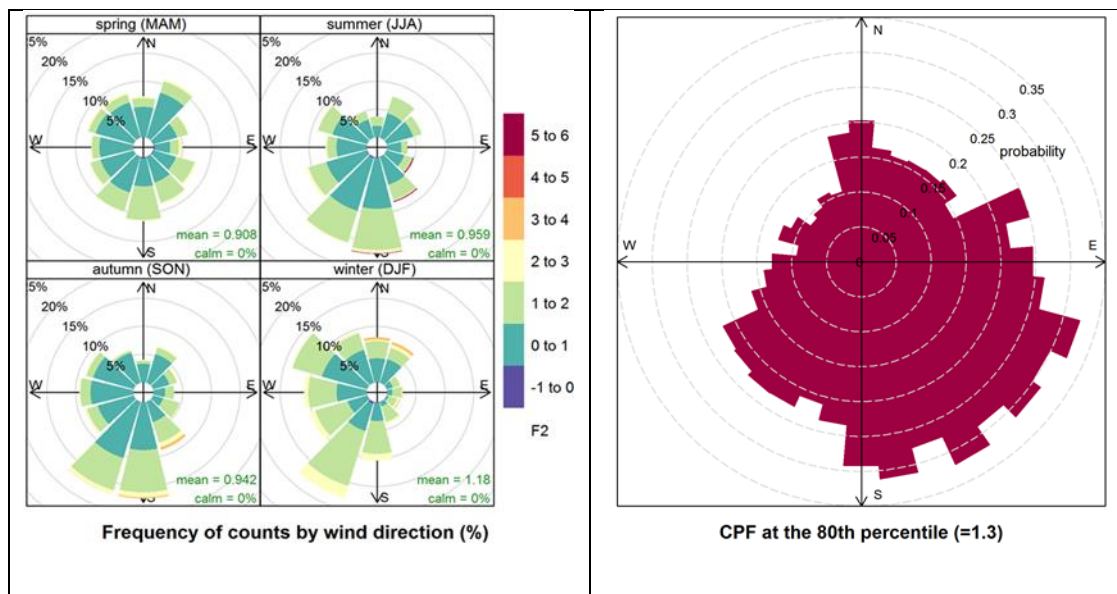 spring (MAM)
summer (JJA)
5%
20%
15%
10%
5%
N
W
mean = 0.908
calm = 0%
5%
20%
15%
10%
5%
N
E
W
S
mean = 0.959
calm = 0%
autumn (SON)
winter (DJF)
5%
20%
15%
10%
5%
W
mean = 0.942
calm = 0%
5%
20%
15%
10%
5%
E
W
S
mean = 1.18
calm = 0%
5 to 6
4 to 5
3 to 4
2 to 3
1 to 2
0 to 1
-1 to 0
F2
Frequency of counts by wind direction (%)
N
0.35
0.3
0.25
probability
0.2
0.15
0.1
0.05
0
W
E
S
CPF at the 80th percentile (=1.3)